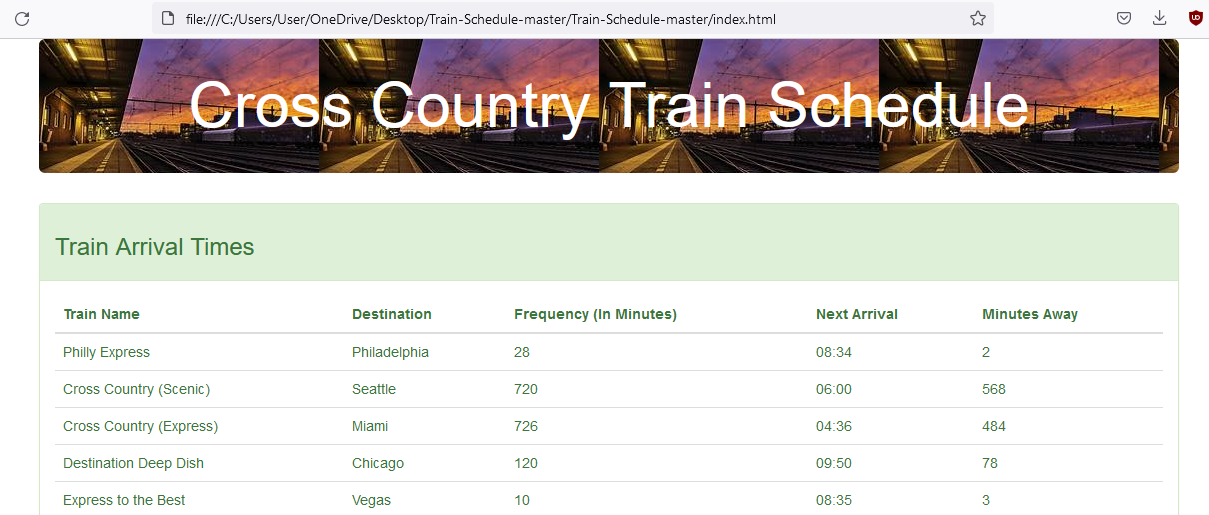 file:///C:/Users/User/OneDrive/Desktop/Train-Schedule-master/Train-Schedule-master/index.html
Cross Country Train Schedule
Train Arrival Times
Train Name Destination Frequency (In Minutes) Next Arrival Minutes Away
Philly Express Philadelphia 28 08:34 2
Cross Country (Scenic) Seattle 720 06:00 568
Cross Country (Express) Miami 726 04:36 484
Destination Deep Dish Chicago 120 09:50 78
Express to the Best Vegas 10 08:35 3